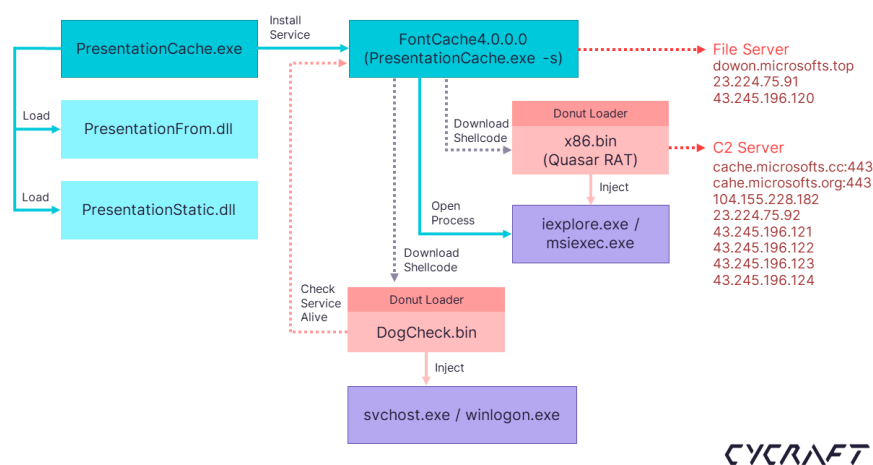 PresentationCache.exe
Install
Service
FontCache4.0.0.0
(PresentationCache.exe -s)
File Server
dowon.microsofts.top
23.224.75.91
43.245.196.120
Load
PresentationFrom.dll
Load
PresentationStatic.dll
Download
Shellcode
Donut Loader
x86.bin
(Quasar RAT)
C2 Server
cache.microsofts.cc:443
cahe.microsofts.org:443
104.155.228.182
23.224.75.92
43.245.196.121
43.245.196.122
43.245.196.123
43.245.196.124
Inject
Open
Process
iexplore.exe /
msiexec.exe
Download
Shellcode
Check
Service
Alive
Donut Loader
DogCheck.bin
Inject
svchost.exe / winlogon.exe
CYCRAFT